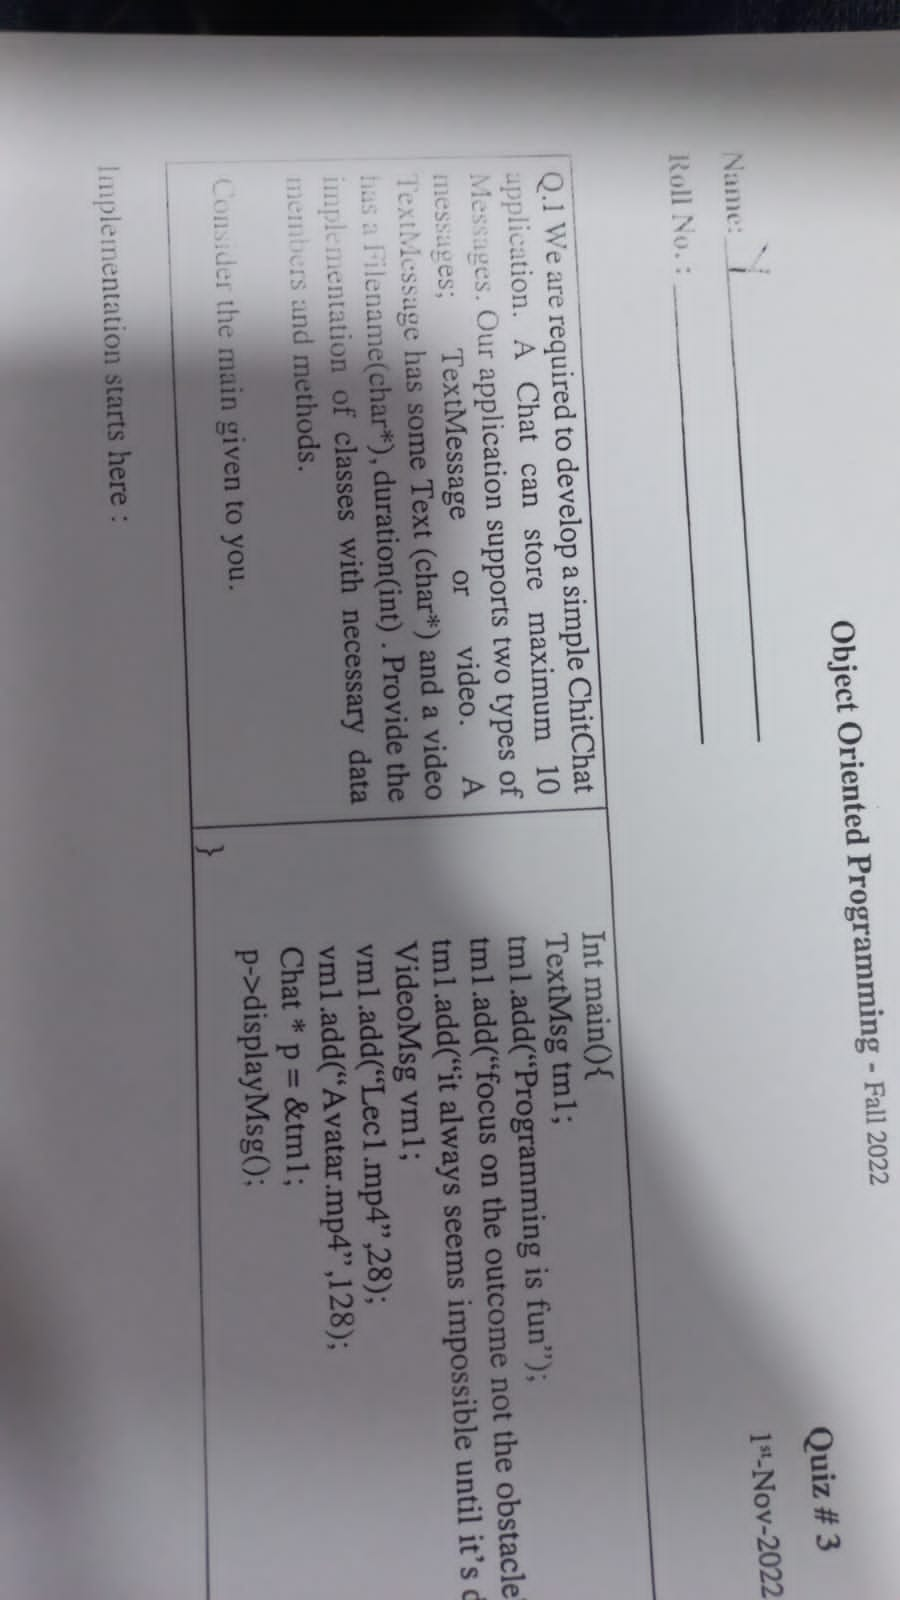 Object Oriented Programming - Fall 2022
Quiz # 3
1st-Nov-2022
Name:
Roll No. :
Q.1 We are required to develop a simple ChitChat
application. A Chat can store maximum 10
Messages. Our application supports two types of
messages; TextMessage or video. A
TextMessage has some Text (char*) and a video
has a Filename(char*), duration(int) . Provide the
implementation of classes with necessary data
members and methods.
Consider the main given to you.
Int main(){
TextMsg tm1;
tm1.add(“Programming is fun”);
tm1.add(“focus on the outcome not the obstacle
tm1.add(“it always seems impossible until it’s
VideoMsg vm1;
vm1.add(“Lec1.mp4”,28);
vm1.add(“Avatar.mp4”,128);
Chat * p = &tm1;
p->displayMsg();
}
Implementation starts here :